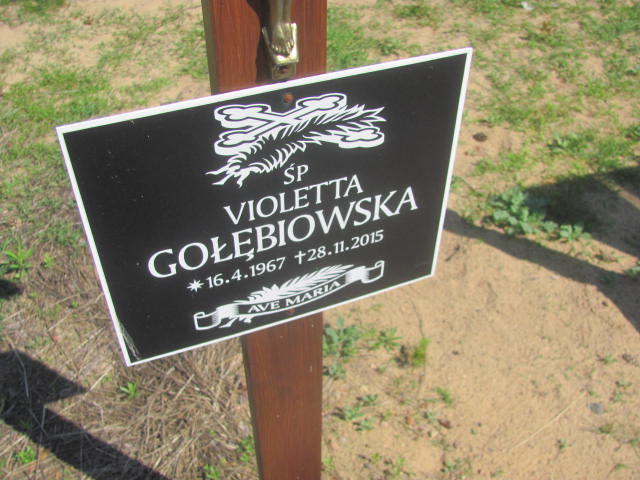 ŚP
VIOLETTA
GOŁĘBIOWSKA
*16.4.1967 †28.11.2015
AVE MARIA